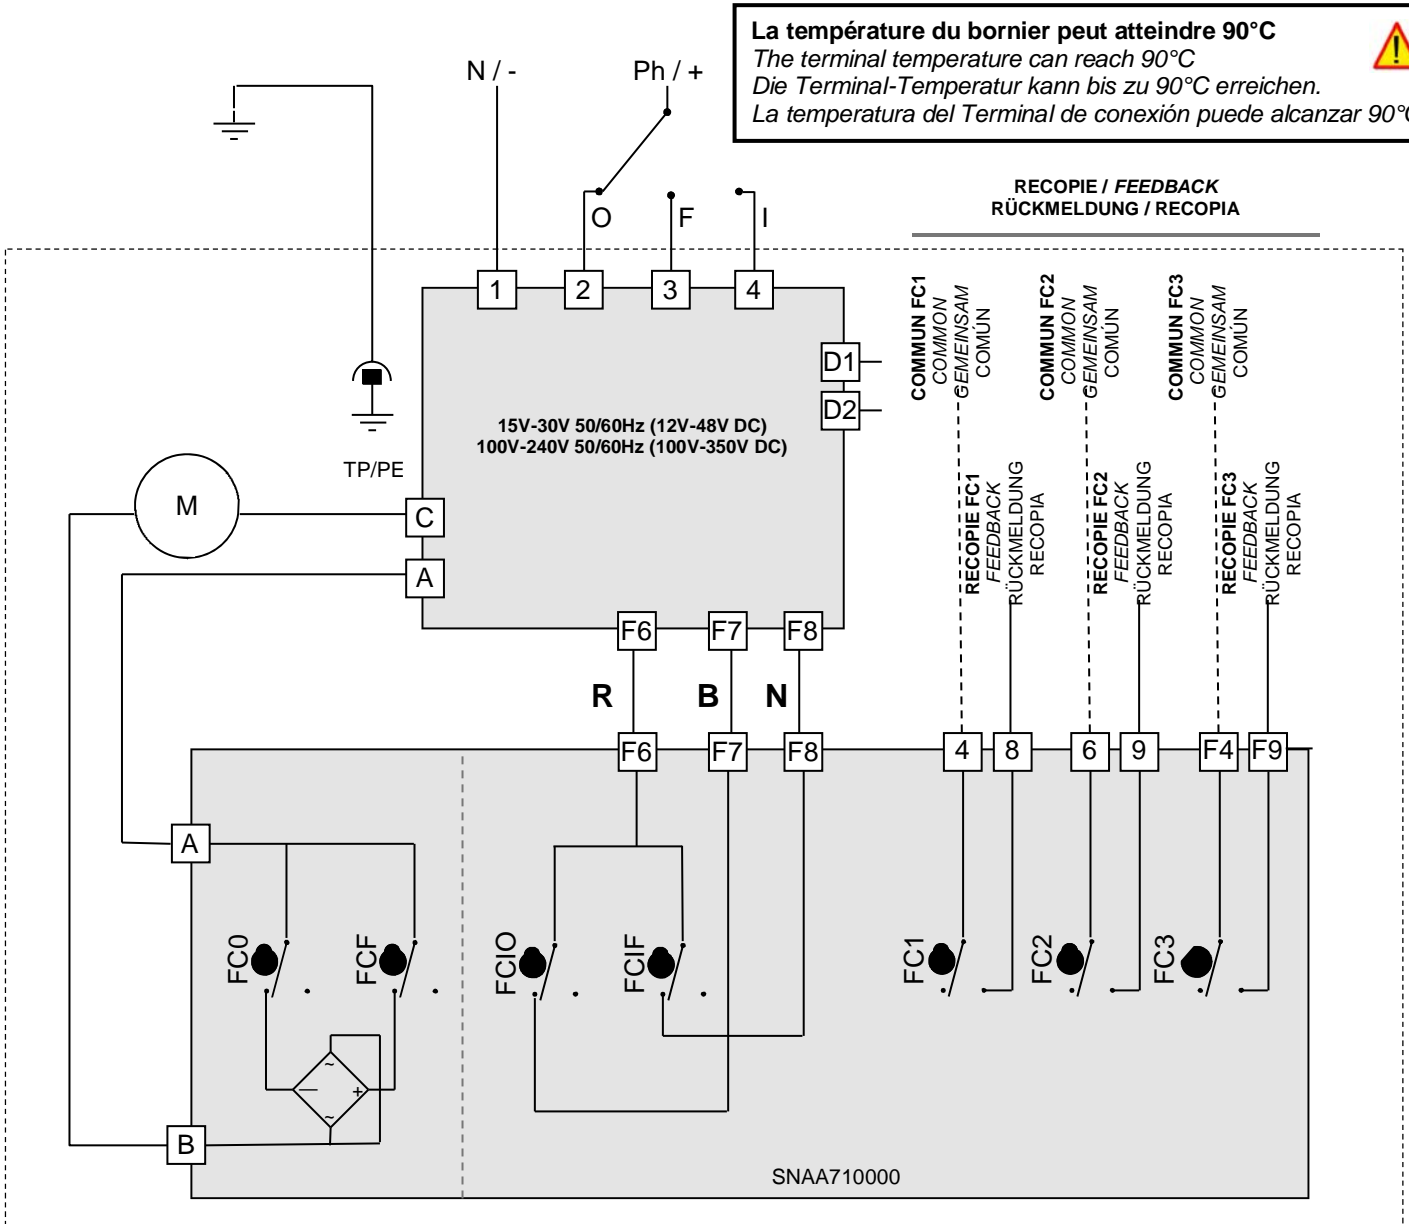 La température du bornier peut atteindre 90°C
The terminal temperature can reach 90°C
Die Terminal-Temperatur kann bis zu 90°C erreichen.
La temperatura del Terminal de conexión puede alcanzar 90°C
N / -
Ph / +
O
F
I
RECOPIE / FEEDBACK
RÜCKMELDUNG / RECOPIA
1
2
3
4
D1
D2
15V-30V 50/60Hz (12V-48V DC)
100V-240V 50/60Hz (100V-350V DC)
COMMUN FC1
COMMON
GEMEINSAM
COMÚN
COMMUN FC2
COMMON
GEMEINSAM
COMÚN
COMMUN FC3
COMMON
GEMEINSAM
COMÚN
TP/PE
M
C
A
RECOPIE FC1
FEEDBACK
RÜCKMELDUNG
RECOPIA
RECOPIE FC2
FEEDBACK
RÜCKMELDUNG
RECOPIA
RECOPIE FC3
FEEDBACK
RÜCKMELDUNG
RECOPIA
F6
F7
F8
R
B
N
F6
F7
F8
4
8
6
9
F4
F9
A
FC0
FCF
FCIO
FCIF
FC1
FC2
FC3
~
—
+
~
B
SNAA710000